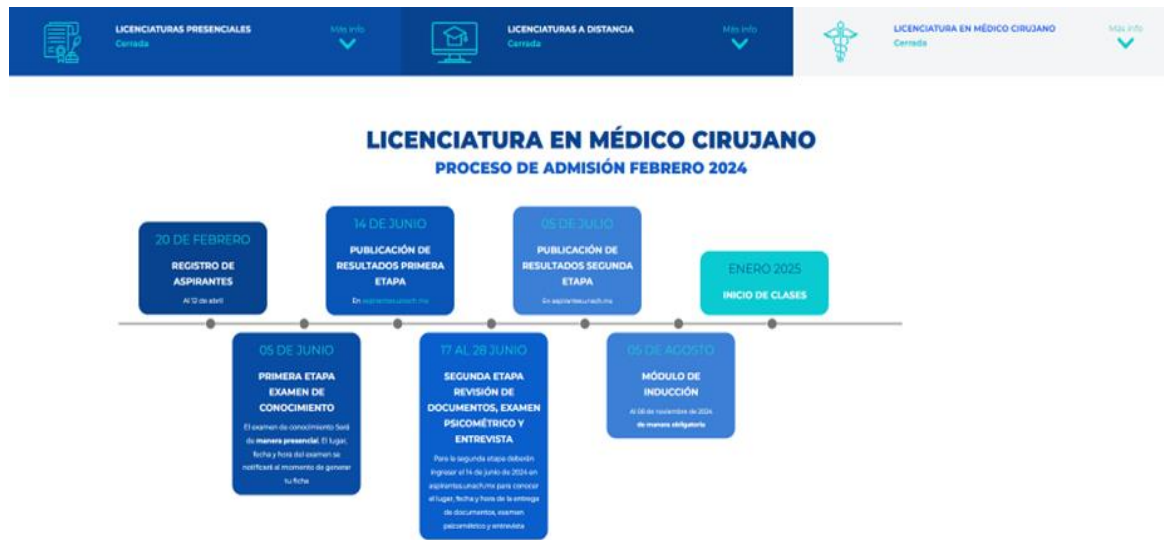 LICENCIATURAS PRESENCIALES
Cerrada
Más info
LICENCIATURAS A DISTANCIA
Cerrada
Más info
LICENCIATURA EN MÉDICO CIRUJANO
Cerrada
Más info
LICENCIATURA EN MÉDICO CIRUJANO
PROCESO DE ADMISIÓN FEBRERO 2024
20 DE FEBRERO
REGISTRO DE
ASPIRANTES
Al 12 de abril
05 DE JUNIO
PRIMERA ETAPA
EXAMEN DE
CONOCIMIENTO
El examen de conocimiento Será
de manera presencial. El lugar,
fecha y hora del examen se
notificará al momento de generar
tu ficha
14 DE JUNIO
PUBLICACIÓN DE
RESULTADOS PRIMERA
ETAPA
En aspirantes.unach.mx
17 AL 28 JUNIO
SEGUNDA ETAPA
REVISIÓN DE
DOCUMENTOS, EXAMEN
PSICOMÉTRICO Y
ENTREVISTA
Para la segunda etapa deberán
ingresar el 14 de junio de 2024 en
aspirantes.unach.mx para conocer
el lugar, fecha y hora de la entrega
de documentos, examen
psicométrico y entrevista
05 DE JULIO
PUBLICACIÓN DE
RESULTADOS SEGUNDA
ETAPA
En aspirantes.unach.mx
05 DE AGOSTO
MÓDULO DE
INDUCCIÓN
Al 08 de noviembre de 2024
de manera obligatoria
ENERO 2025
INICIO DE CLASES